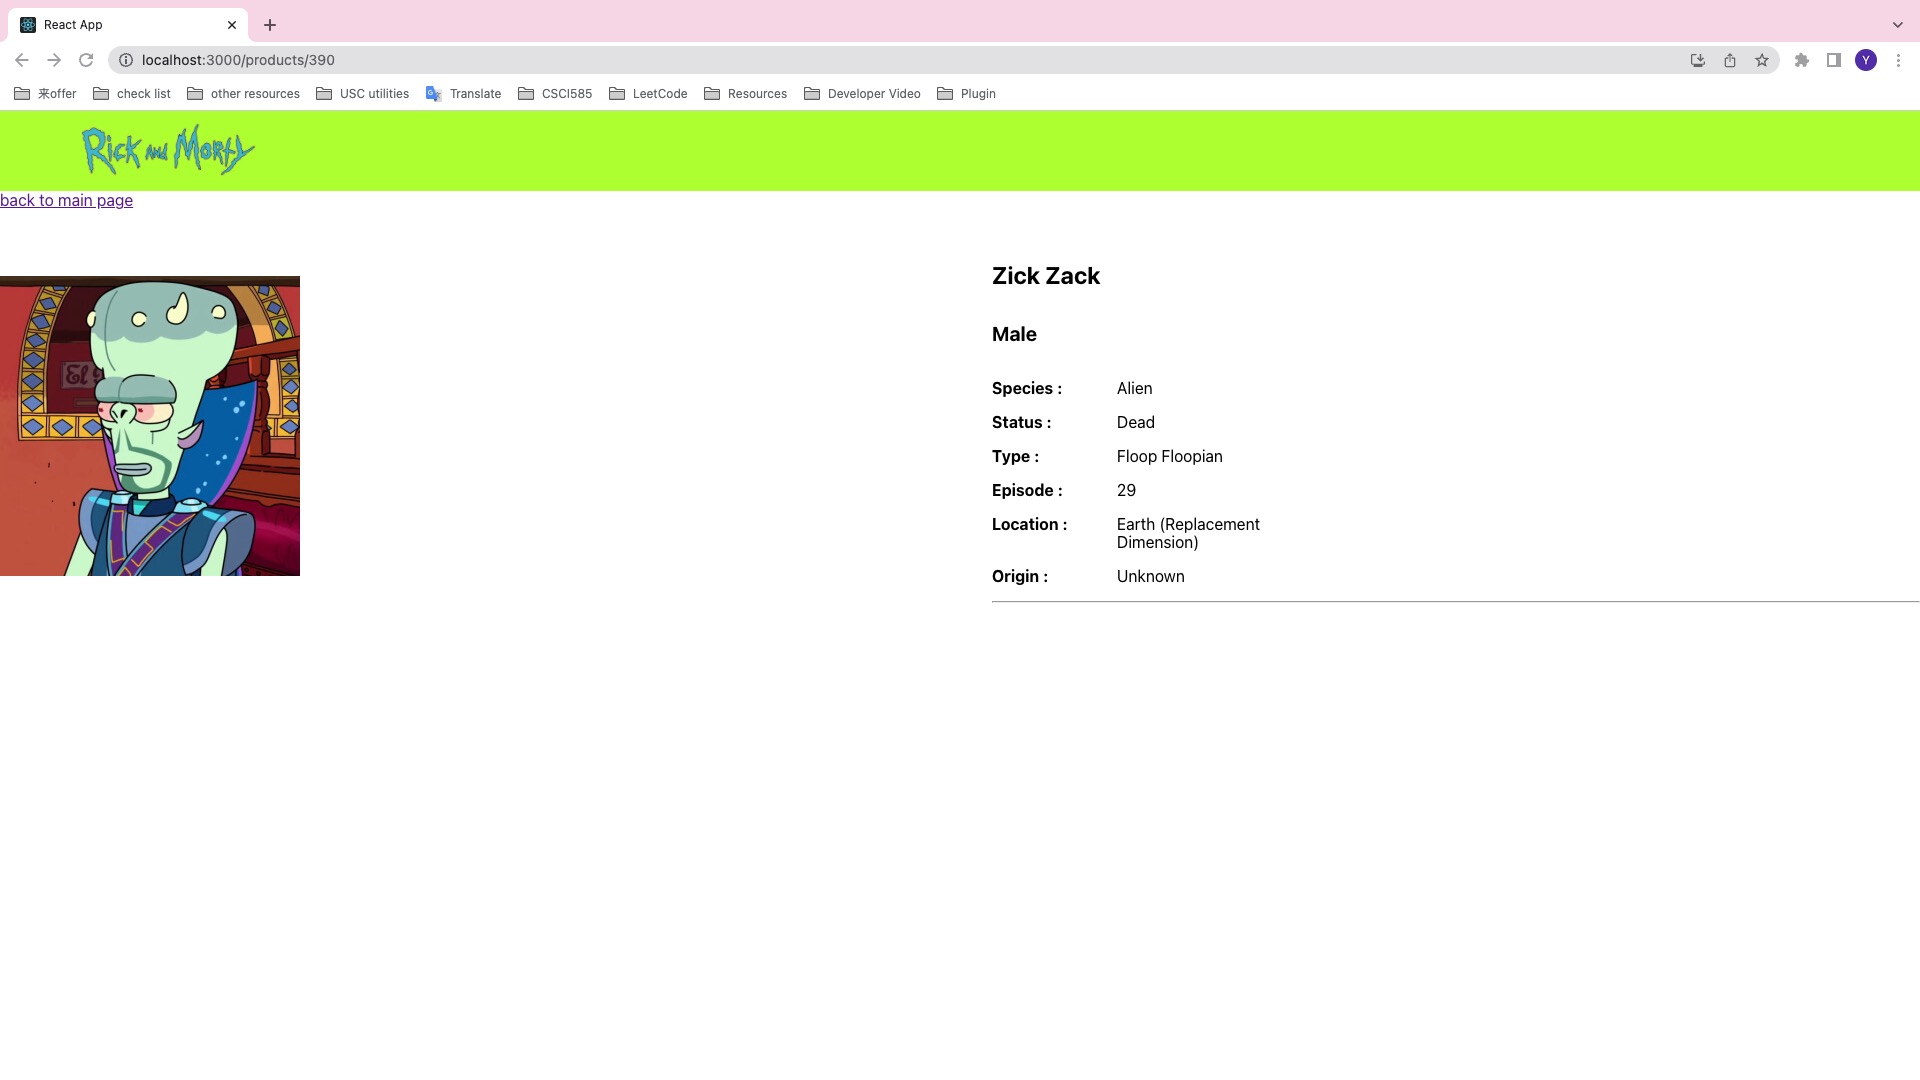 React App
localhost:3000/products/390
Y
来offer
check list
other resources
USC utilities
Translate
CSCI585
LeetCode
Resources
Developer Video
Plugin
Rick and Morty
back to main page
El
Zick Zack
Male
Species : Alien
Status : Dead
Type : Floop Floopian
Episode : 29
Location : Earth (Replacement
Dimension)
Origin : Unknown